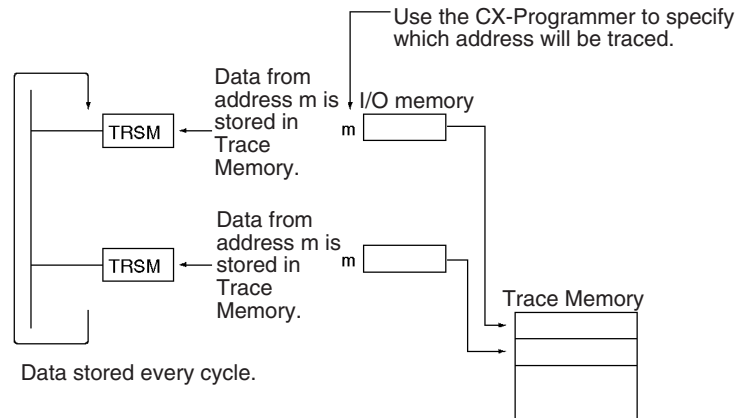 Use the CX-Programmer to specify
which address will be traced.
Data from
address m is
stored in
Trace
Memory.
I/O memory
TRSM
m
Data from
address m is
stored in
Trace
Memory.
TRSM
m
Trace Memory
Data stored every cycle.